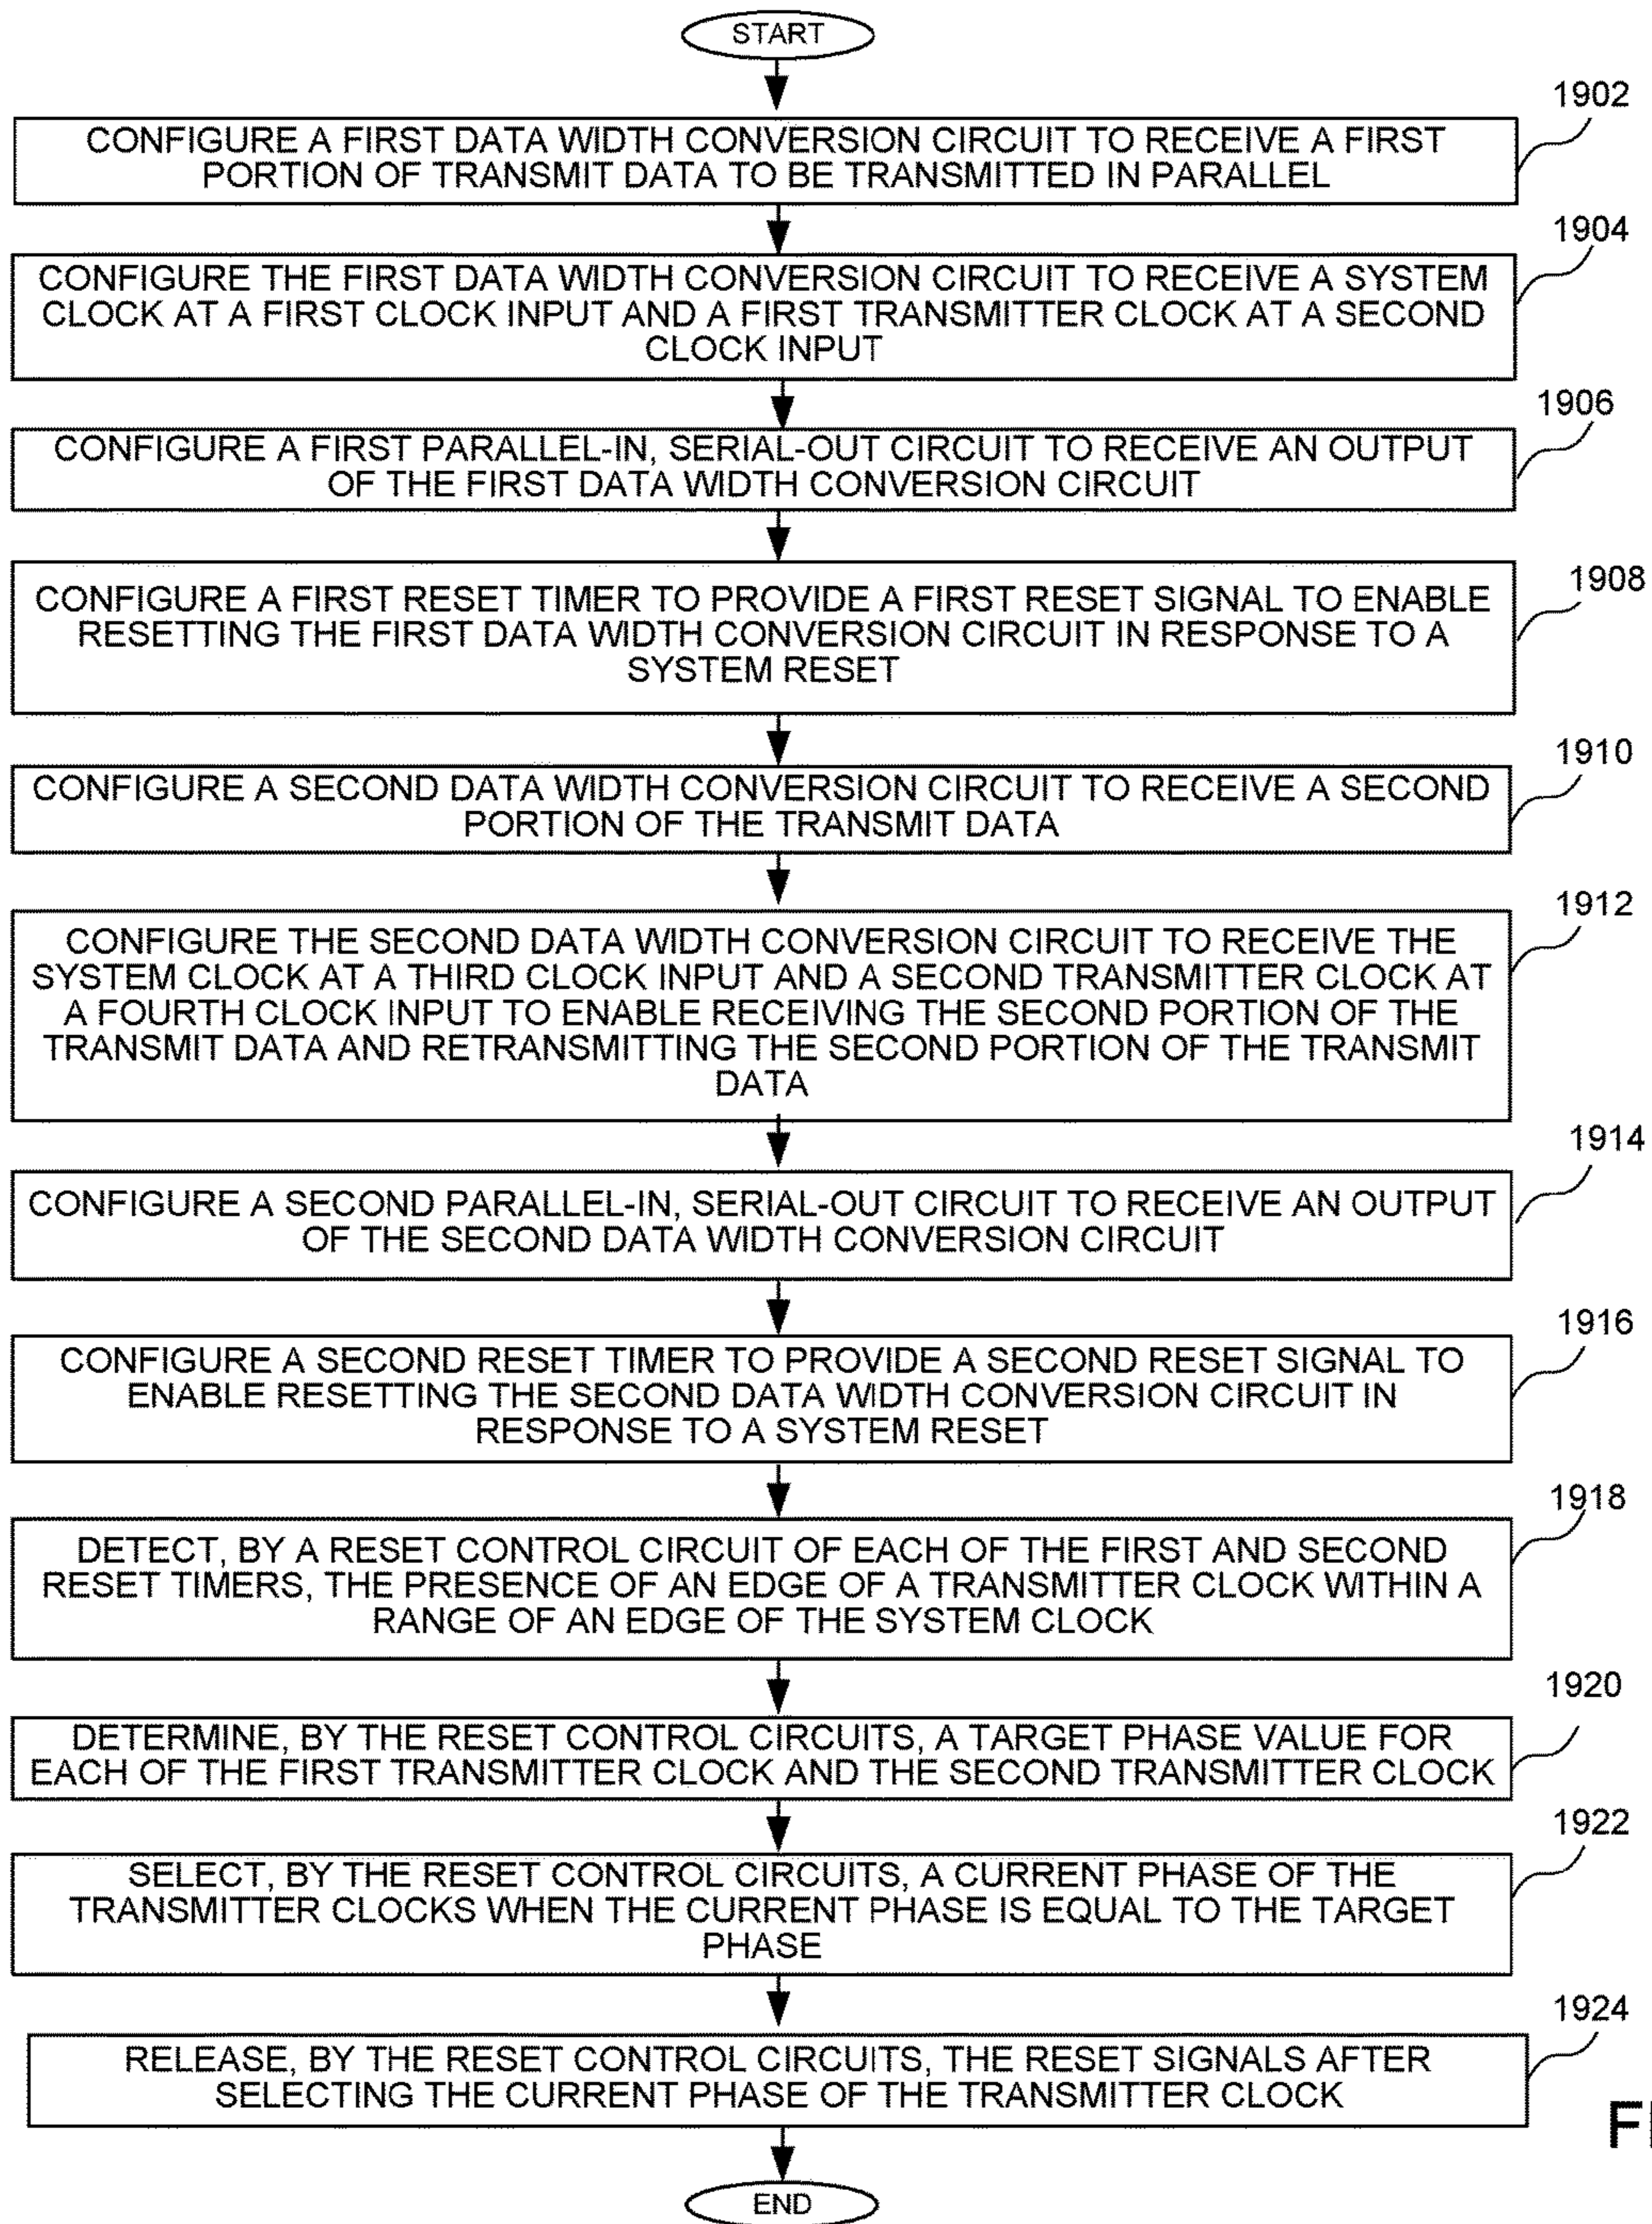 START
1902
CONFIGURE A FIRST DATA WIDTH CONVERSION CIRCUIT TO RECEIVE A FIRST
PORTION OF TRANSMIT DATA TO BE TRANSMITTED IN PARALLEL
1904
CONFIGURE THE FIRST DATA WIDTH CONVERSION CIRCUIT TO RECEIVE A SYSTEM
CLOCK AT A FIRST CLOCK INPUT AND A FIRST TRANSMITTER CLOCK AT A SECOND
CLOCK INPUT
1906
CONFIGURE A FIRST PARALLEL-IN, SERIAL-OUT CIRCUIT TO RECEIVE AN OUTPUT
OF THE FIRST DATA WIDTH CONVERSION CIRCUIT
1908
CONFIGURE A FIRST RESET TIMER TO PROVIDE A FIRST RESET SIGNAL TO ENABLE
RESETTING THE FIRST DATA WIDTH CONVERSION CIRCUIT IN RESPONSE TO A
SYSTEM RESET
1910
CONFIGURE A SECOND DATA WIDTH CONVERSION CIRCUIT TO RECEIVE A SECOND
PORTION OF THE TRANSMIT DATA
1912
CONFIGURE THE SECOND DATA WIDTH CONVERSION CIRCUIT TO RECEIVE THE
SYSTEM CLOCK AT A THIRD CLOCK INPUT AND A SECOND TRANSMITTER CLOCK AT
A FOURTH CLOCK INPUT TO ENABLE RECEIVING THE SECOND PORTION OF THE
TRANSMIT DATA AND RETRANSMITTING THE SECOND PORTION OF THE TRANSMIT
DATA
1914
CONFIGURE A SECOND PARALLEL-IN, SERIAL-OUT CIRCUIT TO RECEIVE AN OUTPUT
OF THE SECOND DATA WIDTH CONVERSION CIRCUIT
1916
CONFIGURE A SECOND RESET TIMER TO PROVIDE A SECOND RESET SIGNAL TO
ENABLE RESETTING THE SECOND DATA WIDTH CONVERSION CIRCUIT IN
RESPONSE TO A SYSTEM RESET
1918
DETECT, BY A RESET CONTROL CIRCUIT OF EACH OF THE FIRST AND SECOND
RESET TIMERS, THE PRESENCE OF AN EDGE OF A TRANSMITTER CLOCK WITHIN A
RANGE OF AN EDGE OF THE SYSTEM CLOCK
1920
DETERMINE, BY THE RESET CONTROL CIRCUITS, A TARGET PHASE VALUE FOR
EACH OF THE FIRST TRANSMITTER CLOCK AND THE SECOND TRANSMITTER CLOCK
1922
SELECT, BY THE RESET CONTROL CIRCUITS, A CURRENT PHASE OF THE
TRANSMITTER CLOCKS WHEN THE CURRENT PHASE IS EQUAL TO THE TARGET
PHASE
1924
RELEASE, BY THE RESET CONTROL CIRCUITS, THE RESET SIGNALS AFTER
SELECTING THE CURRENT PHASE OF THE TRANSMITTER CLOCK
END